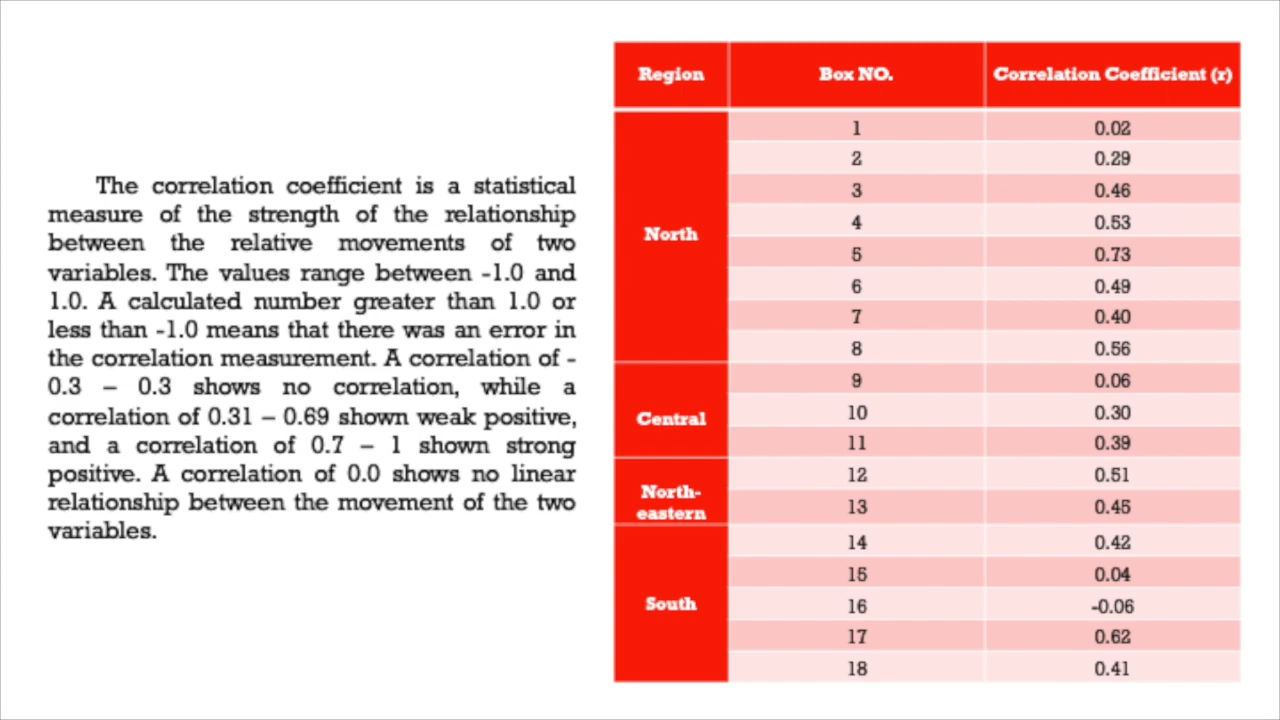 The correlation coefficient is a statistical
measure of the strength of the relationship
between the relative movements of two
variables. The values range between -1.0 and
1.0. A calculated number greater than 1.0 or
less than -1.0 means that there was an error in
the correlation measurement. A correlation of -
0.3 – 0.3 shows no correlation, while a
correlation of 0.31 – 0.69 shown weak positive,
and a correlation of 0.7 – 1 shown strong
positive. A correlation of 0.0 shows no linear
relationship between the movement of the two
variables.
Region Box NO. Correlation Coefficient (r)
North
1 0.02
2 0.29
3 0.46
4 0.53
5 0.73
6 0.49
7 0.40
8 0.56
Central
9 0.06
10 0.30
11 0.39
North-
eastern
12 0.51
13 0.45
South
14 0.42
15 0.04
16 -0.06
17 0.62
18 0.41